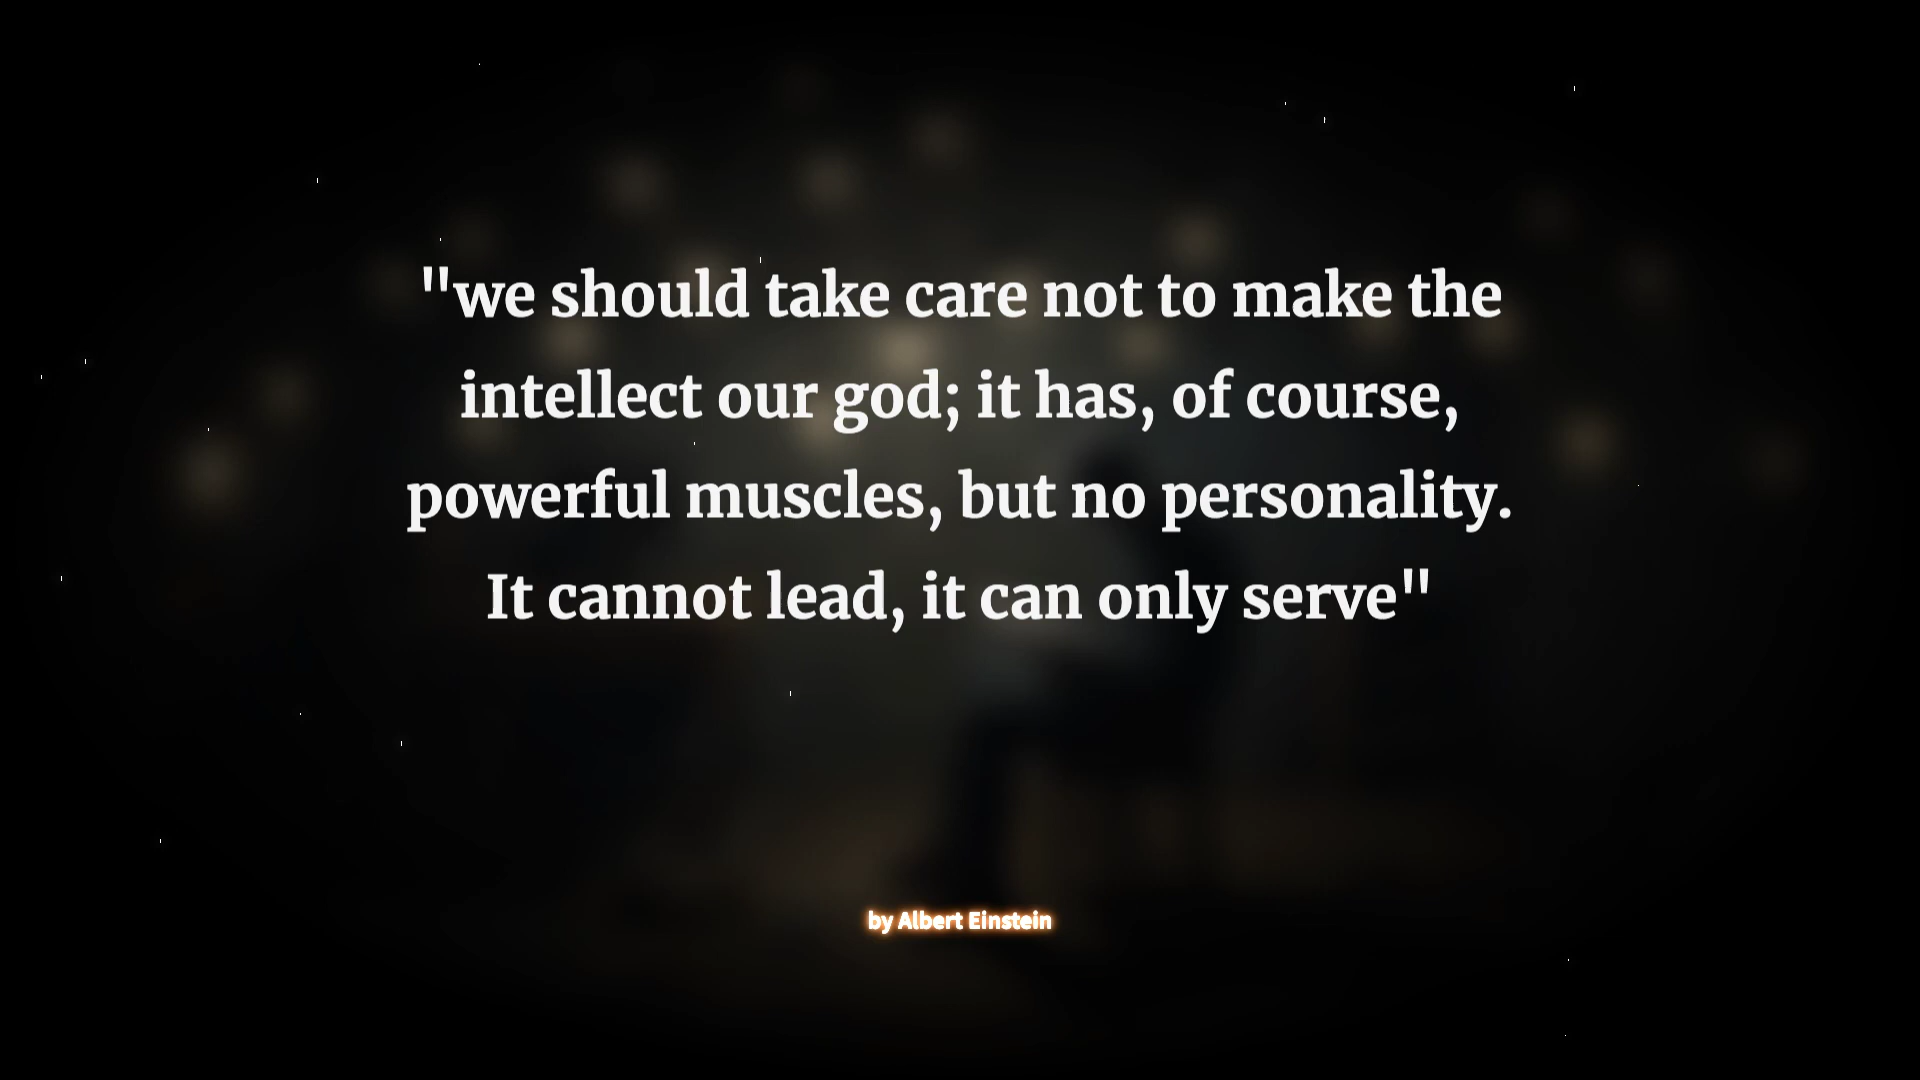 "we should take care not to make the
intellect our god; it has, of course,
powerful muscles, but no personality.
It cannot lead, it can only serve"
by Albert Einstein